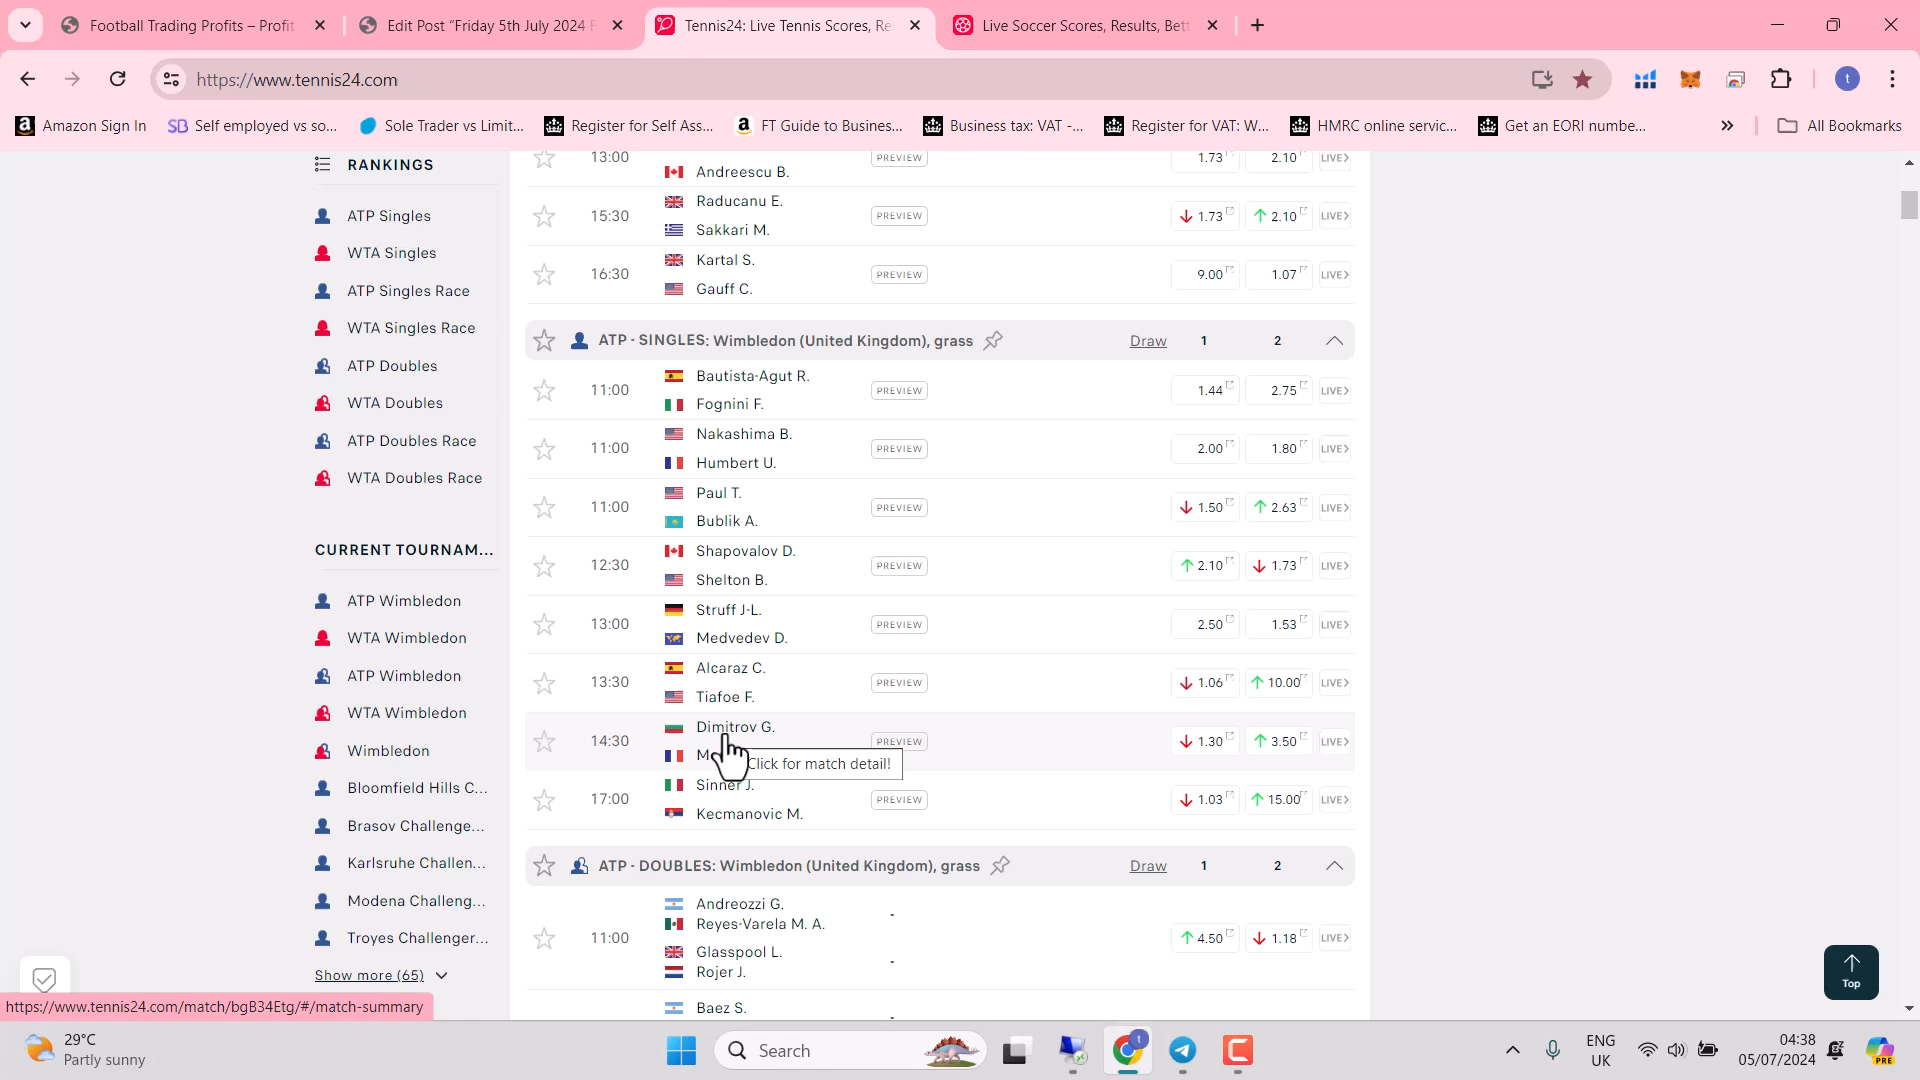 Football Trading Profits – Profit
Edit Post “Friday 5th July 2024 F
Tennis24: Live Tennis Scores, Re
Live Soccer Scores, Results, Bett
https://www.tennis24.com
t
Amazon Sign In
SB Self employed vs so...
Sole Trader vs Limit...
Register for Self Ass...
a FT Guide to Busines...
Business tax: VAT -...
Register for VAT: W...
HMRC online servic...
Get an EORI numbe...
All Bookmarks
RANKINGS
ATP Singles
WTA Singles
ATP Singles Race
WTA Singles Race
ATP Doubles
WTA Doubles
ATP Doubles Race
WTA Doubles Race
CURRENT TOURNAM...
ATP Wimbledon
WTA Wimbledon
ATP Wimbledon
WTA Wimbledon
Wimbledon
Bloomfield Hills C...
Brasov Challenge...
Karlsruhe Challen...
Modena Challeng...
Troyes Challenger...
Show more (65)
13:00 PREVIEW 1.73 2.10 LIVE>
Andreescu B.
Raducanu E.
15:30 PREVIEW 1.73 2.10 LIVE>
Sakkari M.
Kartal S.
16:30 PREVIEW 9.00 1.07 LIVE>
Gauff C.
ATP - SINGLES: Wimbledon (United Kingdom), grass Draw 1 2
Bautista-Agut R.
11:00 PREVIEW 1.44 2.75 LIVE>
Fognini F.
Nakashima B.
11:00 PREVIEW 2.00 1.80 LIVE>
Humbert U.
Paul T.
11:00 PREVIEW 1.50 2.63 LIVE>
Bublik A.
Shapovalov D.
12:30 PREVIEW 2.10 1.73 LIVE>
Shelton B.
Struff J-L.
13:00 PREVIEW 2.50 1.53 LIVE>
Medvedev D.
Alcaraz C.
13:30 PREVIEW 1.06 10.00 LIVE>
Tiafoe F.
Dimitrov G.
14:30 PREVIEW 1.30 3.50 LIVE>
M
Click for match detail!
Sinner J.
17:00 PREVIEW 1.03 15.00 LIVE>
Kecmanovic M.
ATP - DOUBLES: Wimbledon (United Kingdom), grass Draw 1 2
Andreozzi G.
Reyes-Varela M. A.
-
11:00 4.50 1.18 LIVE>
Glasspool L.
Rojer J.
-
Baez S.
-
Top
https://www.tennis24.com/match/bgB34Etg/#/match-summary
29°C
Partly sunny
Search
t
ENG
UK
04:38
05/07/2024
PRE